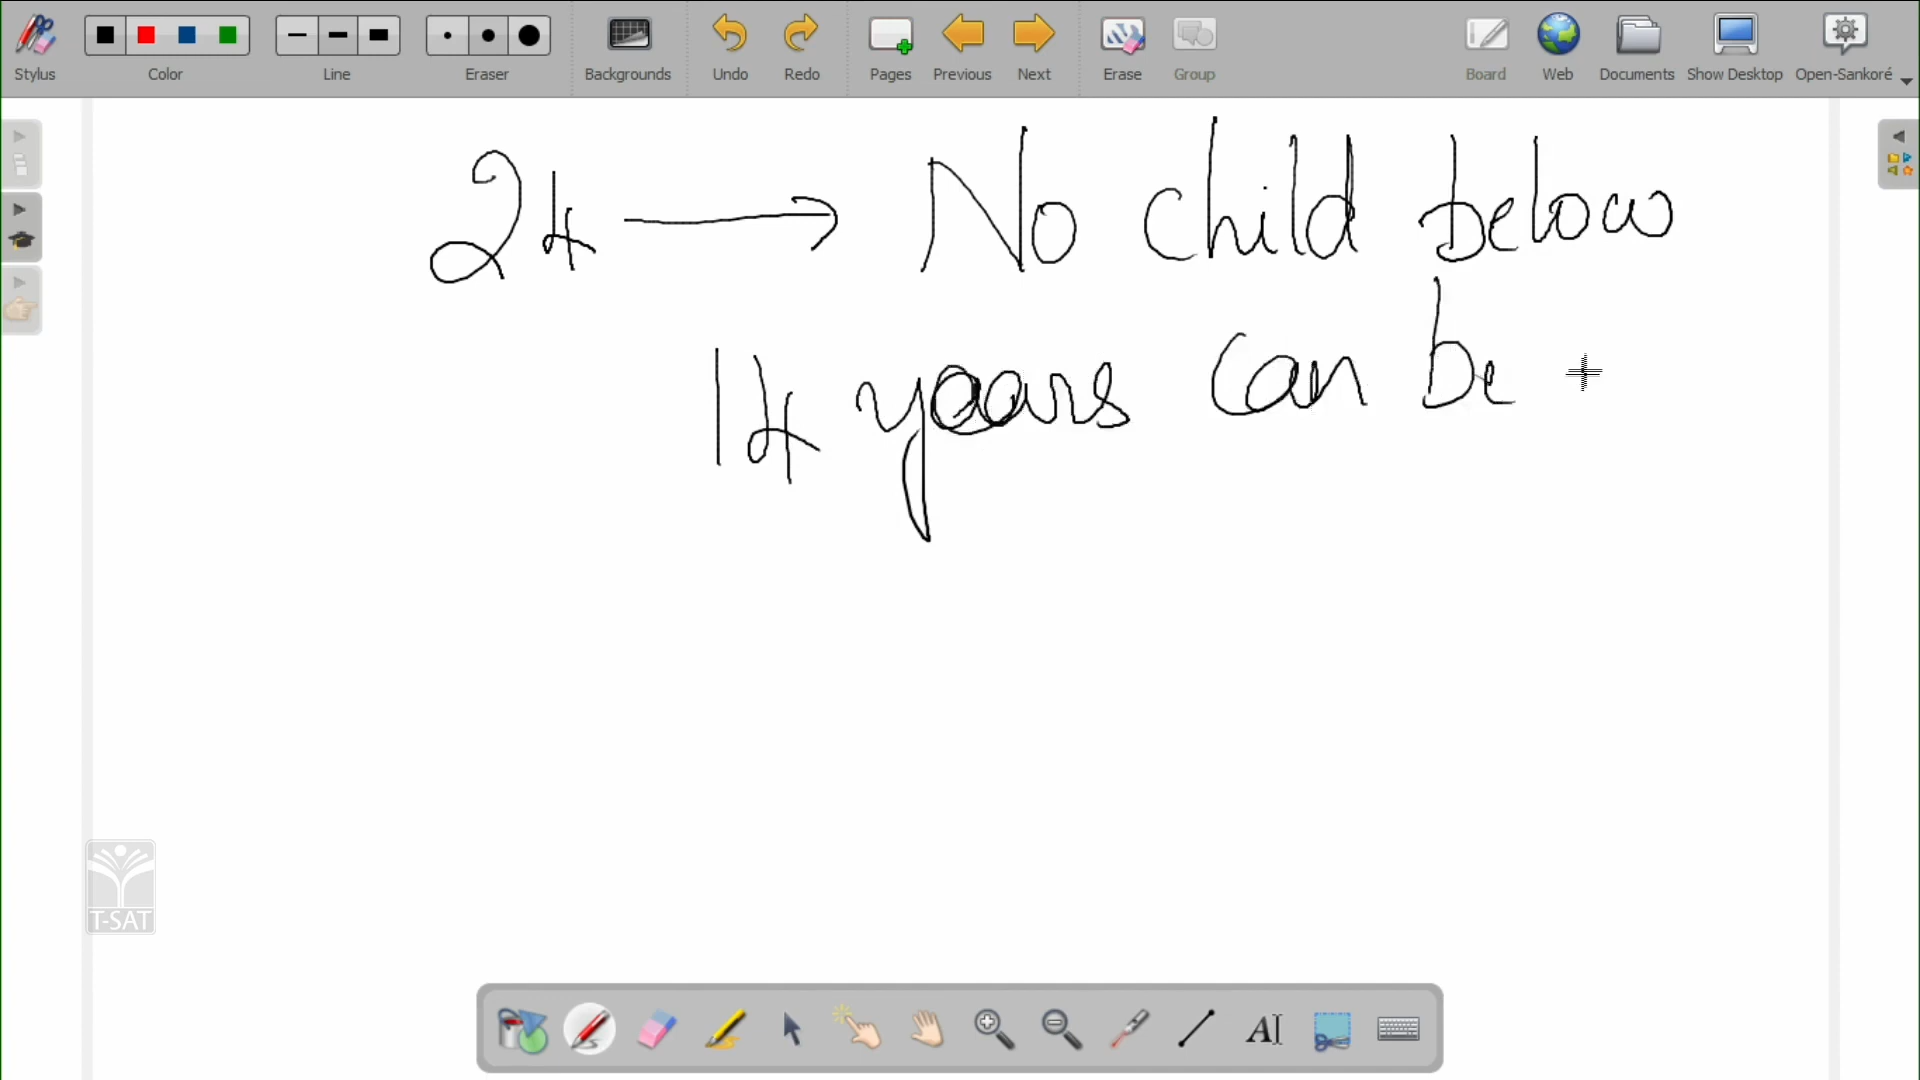 Stylus Color Line Eraser Backgrounds Undo Redo Pages Previous Next Erase Group Board Web Documents Show Desktop Open-Sankoré
24 → No child below
14 years can be
T-SAT
AI